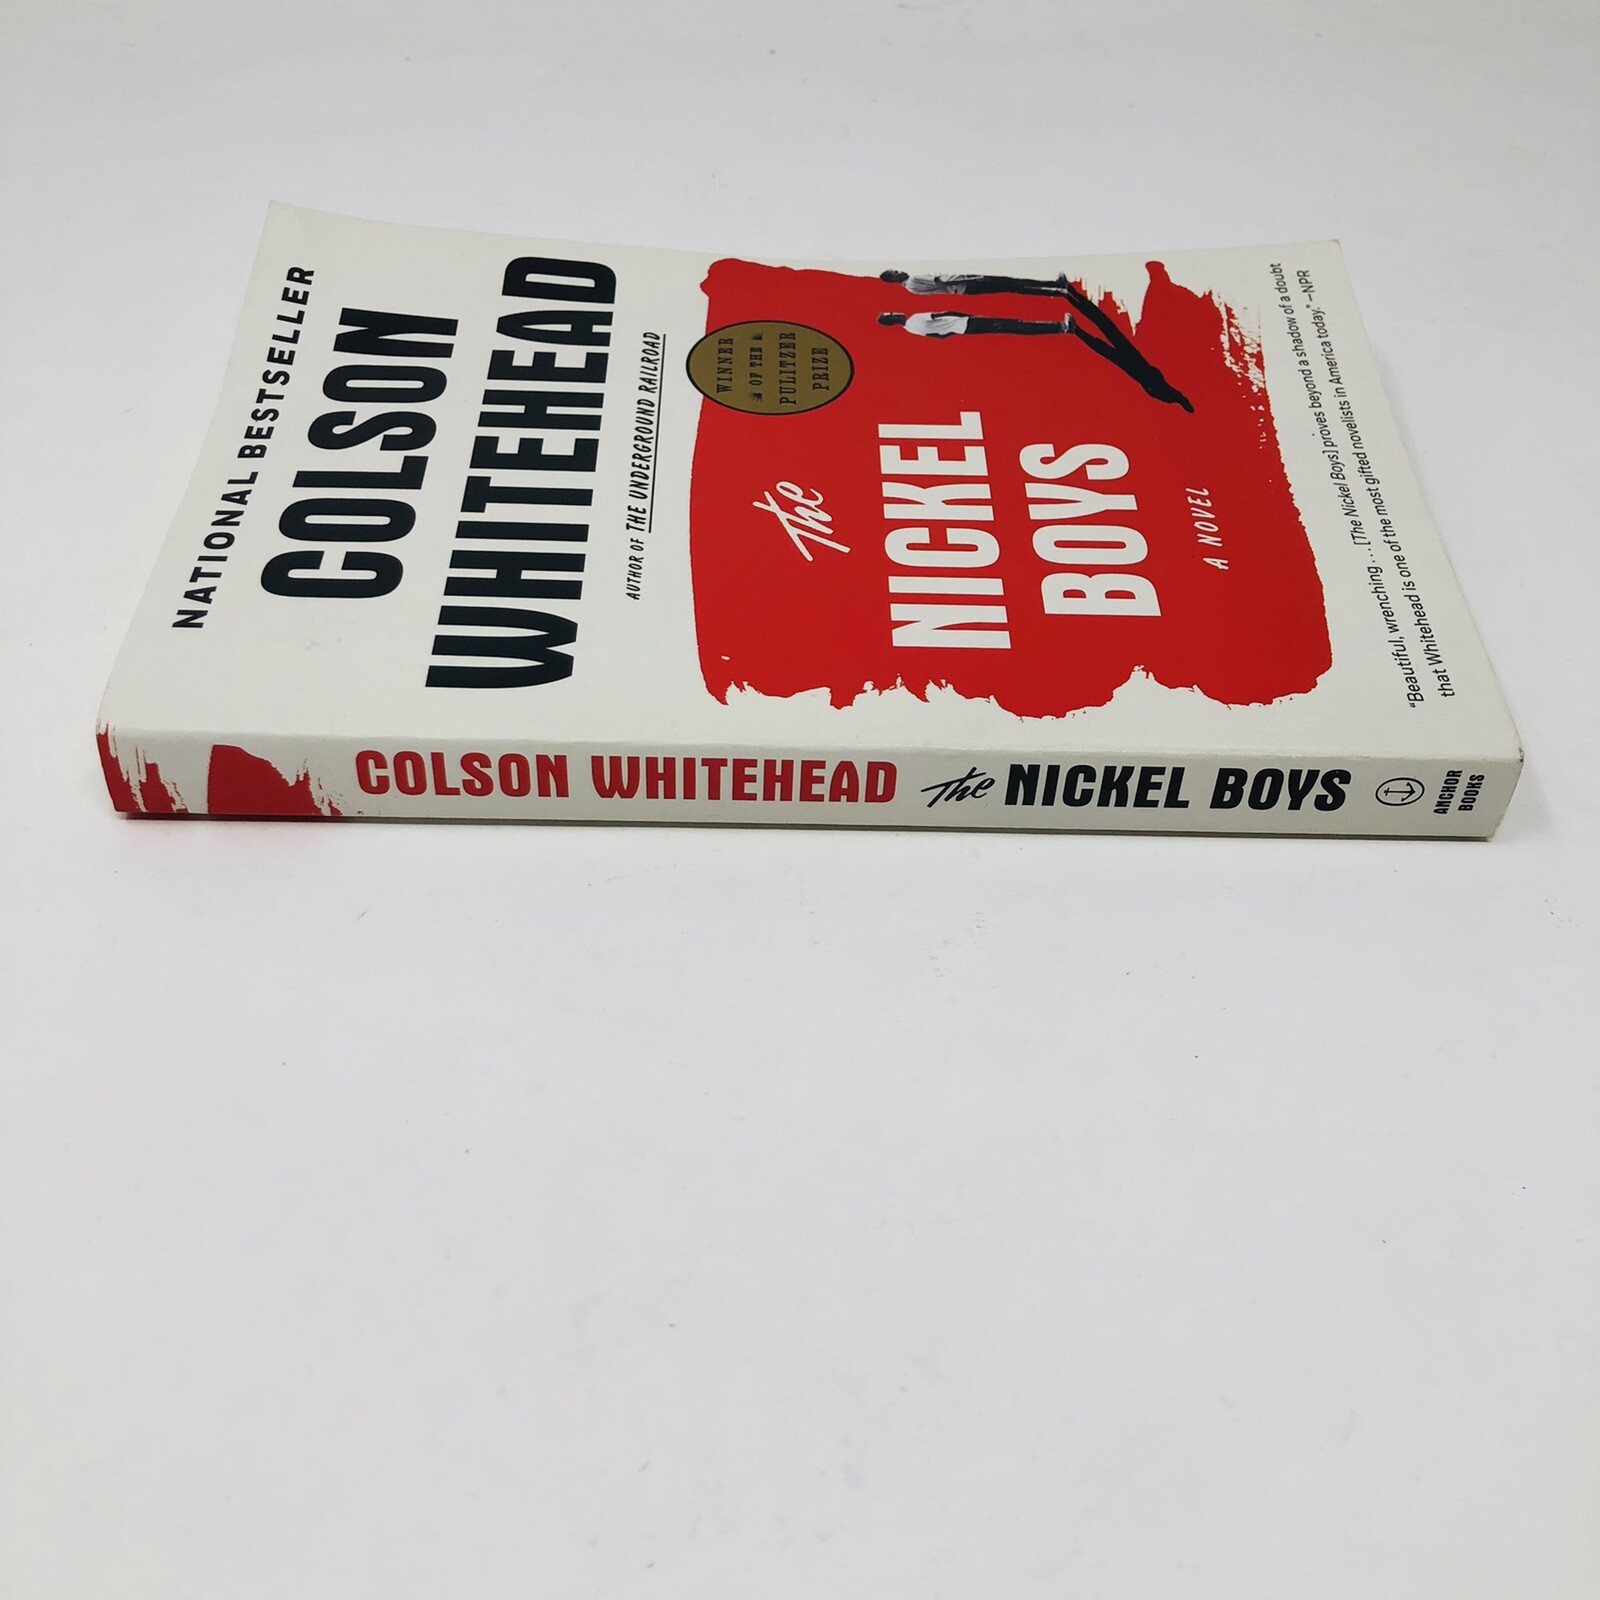 NATIONAL BESTSELLER
COLSON
WHITEHEAD
AUTHOR OF THE UNDERGROUND RAILROAD
WINNER
OF THE
PULITZER
PRIZE
The
NICKEL
BOYS
A NOVEL
"Beautiful, wrenching . . . [The Nickel Boys] proves beyond a shadow of a doubt
that Whitehead is one of the most gifted novelists in America today." —NPR
COLSON WHITEHEAD The NICKEL BOYS
ANCHOR
BOOKS